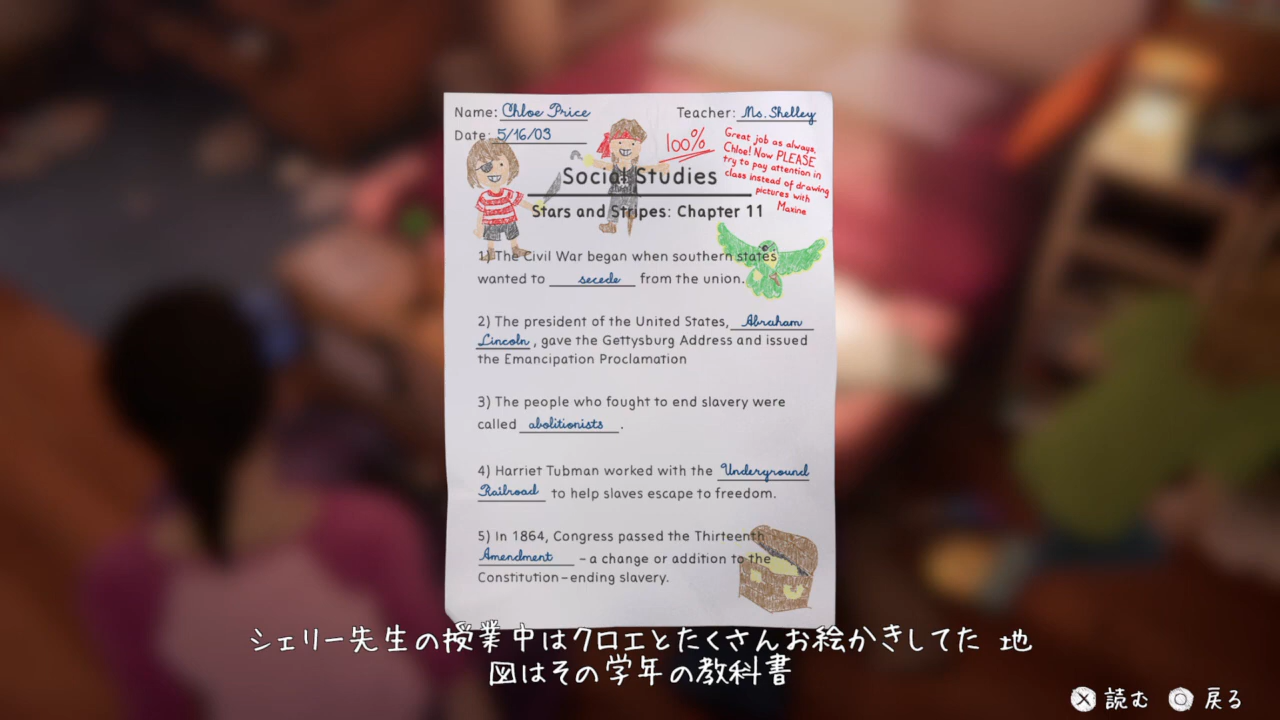 Name: Chloe Price
Teacher: Ms. Shelley
Date: 5/16/03
100%
Great job as always,
Chloe! Now PLEASE
try to pay attention in
class instead of drawing
pictures with
Maxine
Social Studies
Stars and Stripes: Chapter 11
1) The Civil War began when southern states
wanted to secede from the union.
2) The president of the United States, Abraham
Lincoln, gave the Gettysburg Address and issued
the Emancipation Proclamation
3) The people who fought to end slavery were
called abolitionists.
4) Harriet Tubman worked with the Underground
Railroad to help slaves escape to freedom.
5) In 1864, Congress passed the Thirteenth
Amendment – a change or addition to the
Constitution – ending slavery.
シェリー先生の授業中はクロエとたくさんお絵かきしてた 地
図はその学年の教科書
読む 戻る